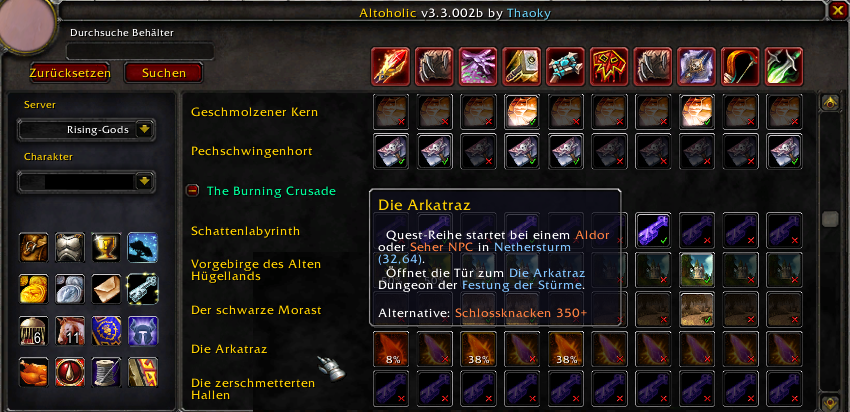 Altoholic v3.3.002b by Thaoky
Durchsuche Behälter
Zurücksetzen
Suchen
Server
Rising-Gods
Charakter
6
11
Geschmolzener Kern
Pechschwingenhort
The Burning Crusade
Schattenlabyrinth
Vorgebirge des Alten
Hügellands
Der schwarze Morast
Die Arkatraz
Die zerschmetterten
Hallen
Die Arkatraz
Quest-Reihe startet bei einem Aldor
oder Seher NPC in Nethersturm
(32,64).
Öffnet die Tür zum Die Arkatraz
Dungeon der Festung der Stürme.
Alternative: Schlossknacken 350+
8%
38%
38%